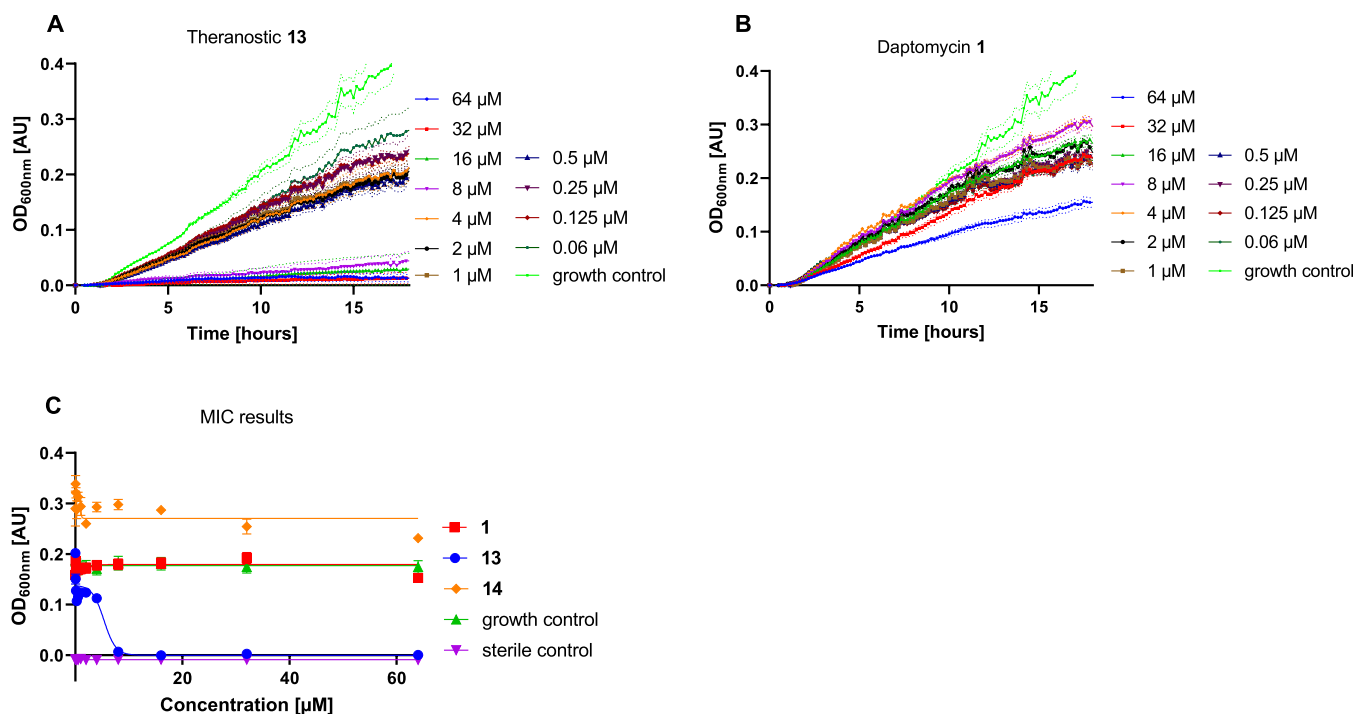 A
Theranostic 13
0.4
0.3
0.2
0.1
0.0
OD600nm [AU]
0
5
10
15
Time [hours]
64 µM
32 µM
16 µM
8 µM
4 µM
2 µM
1 µM
0.5 µM
0.25 µM
0.125 µM
0.06 µM
growth control
B
Daptomycin 1
0.4
0.3
0.2
0.1
0.0
OD600nm [AU]
0
5
10
15
Time [hours]
64 µM
32 µM
16 µM
8 µM
4 µM
2 µM
1 µM
0.5 µM
0.25 µM
0.125 µM
0.06 µM
growth control
C
MIC results
0.4
0.3
0.2
0.1
0.0
OD600nm [AU]
20
40
60
Concentration [µM]
1
13
14
growth control
sterile control